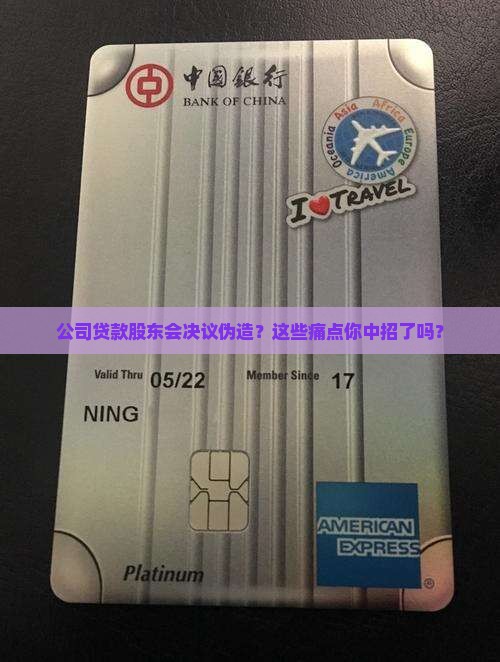 中國銀行
BANK OF CHINA
Oceania Asia Africa Europe America
I ❤ TRAVEL
公司贷款股东会决议伪造？这些痛点你中招了吗？
Valid Thru 05/22 Member Since 17
NING
AMERICAN
EXPRESS
®
Platinum